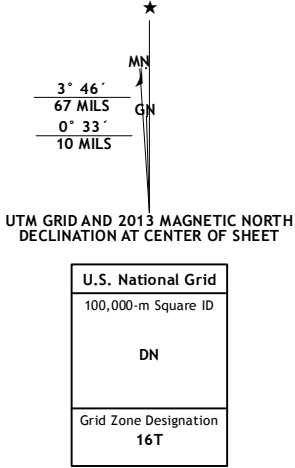 MN
3° 46´
67 MILS
GN
0° 33´
10 MILS
UTM GRID AND 2013 MAGNETIC NORTH
DECLINATION AT CENTER OF SHEET
U.S. National Grid
100,000-m Square ID
DN
Grid Zone Designation
16T